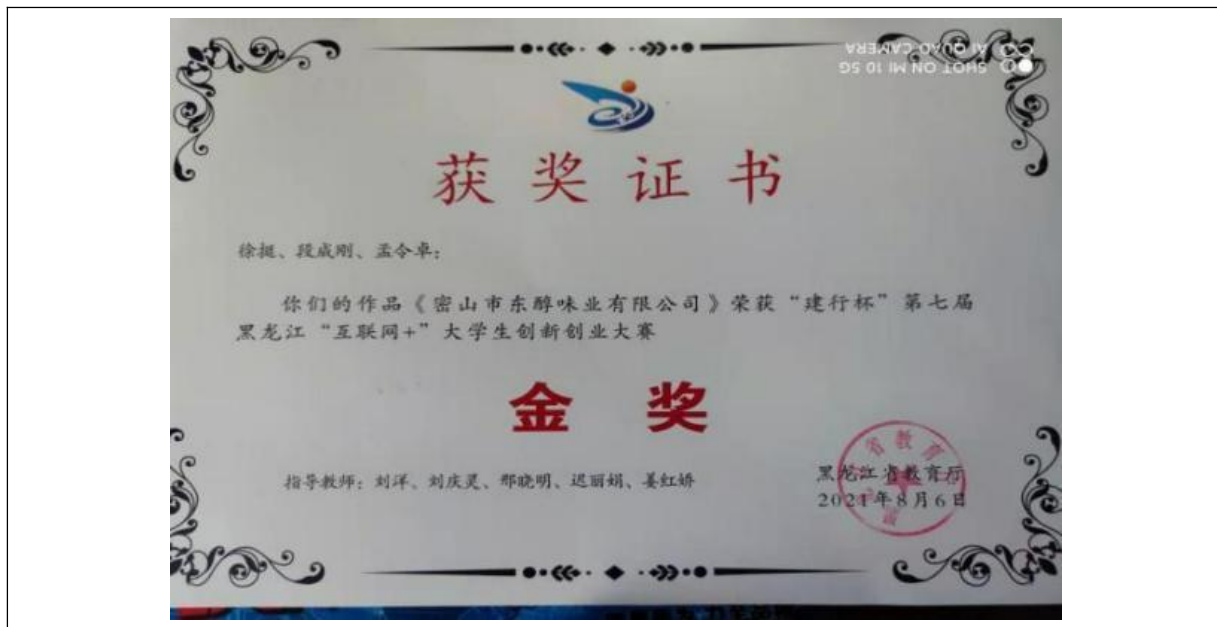 SHOT ON MI 10 5G
AI QUAD CAMERA
获奖证书
徐挺、段成刚、孟令卓:
你们的作品《密山市东醇味业有限公司》荣获“建行杯”第七届
黑龙江“互联网+”大学生创新创业大赛
金奖
指导教师:刘洋、刘庆灵、邢晓明、迟丽娟、姜红娇
黑龙江省教育厅
2021年8月6日